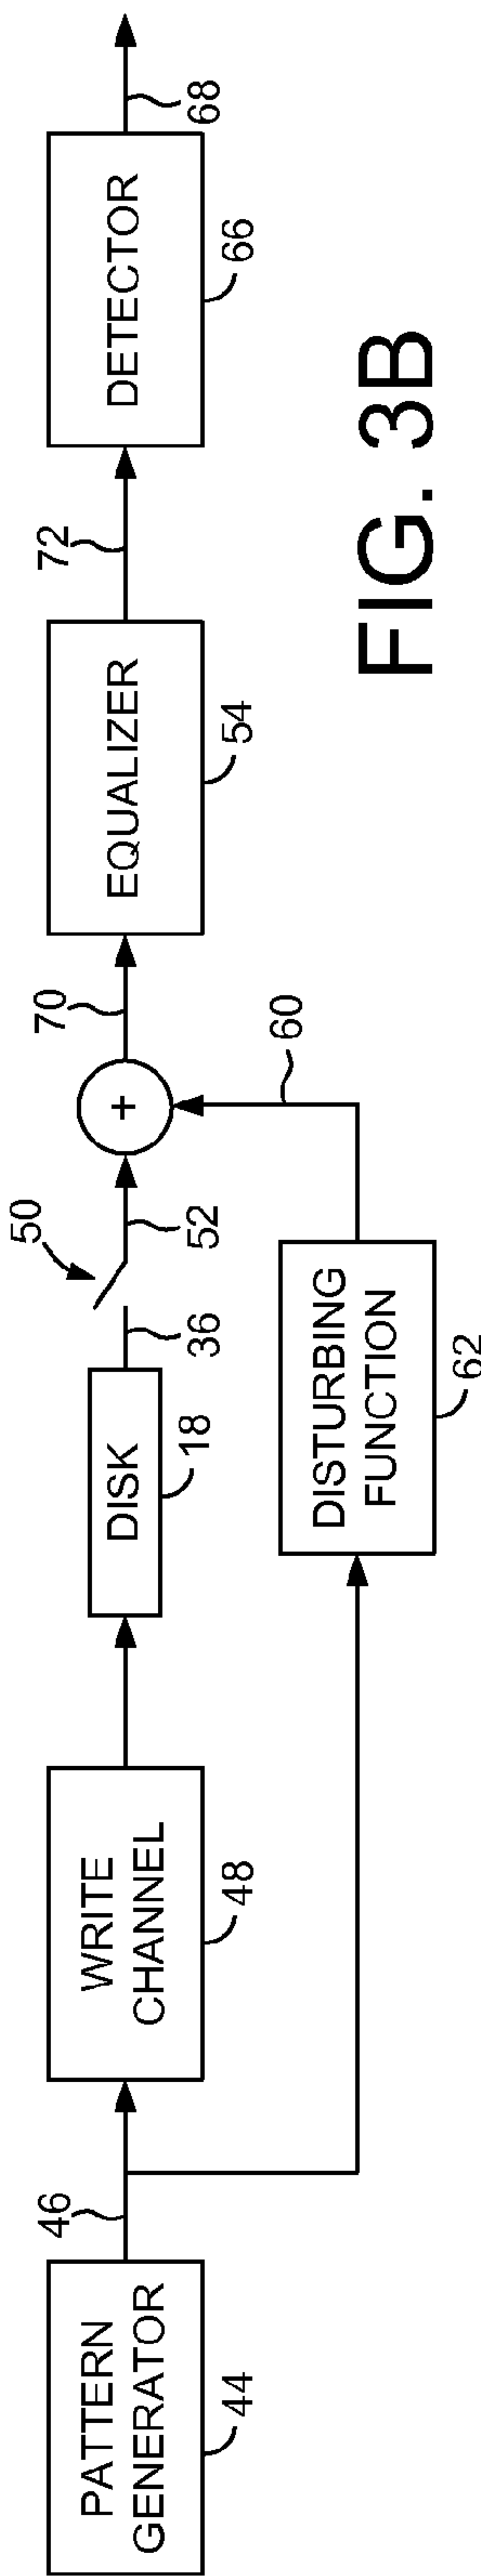 PATTERN
GENERATOR
44
46
WRITE
CHANNEL
48
DISK
18
36
50
52
+
70
60
DISTURBING
FUNCTION
62
EQUALIZER
54
72
DETECTOR
66
68
FIG. 3B